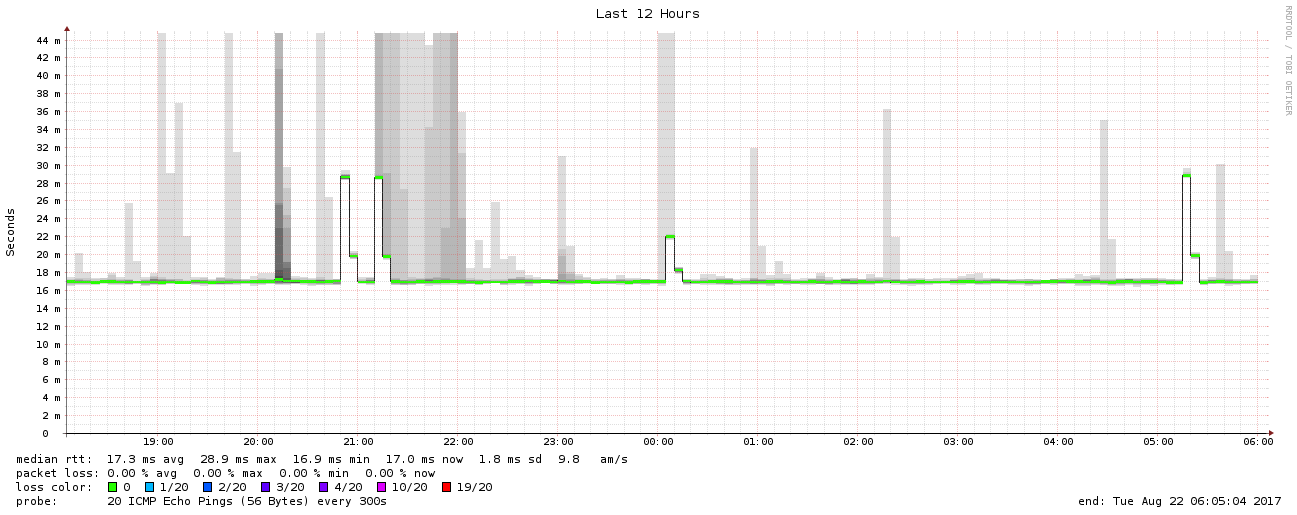 Last 12 Hours
RRDTOOL / TOBI OETIKER
Seconds
44 m
42 m
40 m
38 m
36 m
34 m
32 m
30 m
28 m
26 m
24 m
22 m
20 m
18 m
16 m
14 m
12 m
10 m
8 m
6 m
4 m
2 m
0
19:00 20:00 21:00 22:00 23:00 00:00 01:00 02:00 03:00 04:00 05:00 06:00
median rtt: 17.3 ms avg 28.9 ms max 16.9 ms min 17.0 ms now 1.8 ms sd 9.8 am/s
packet loss: 0.00 % avg 0.00 % max 0.00 % min 0.00 % now
loss color: 0 1/20 2/20 3/20 4/20 10/20 19/20
probe: 20 ICMP Echo Pings (56 Bytes) every 300s end: Tue Aug 22 06:05:04 2017